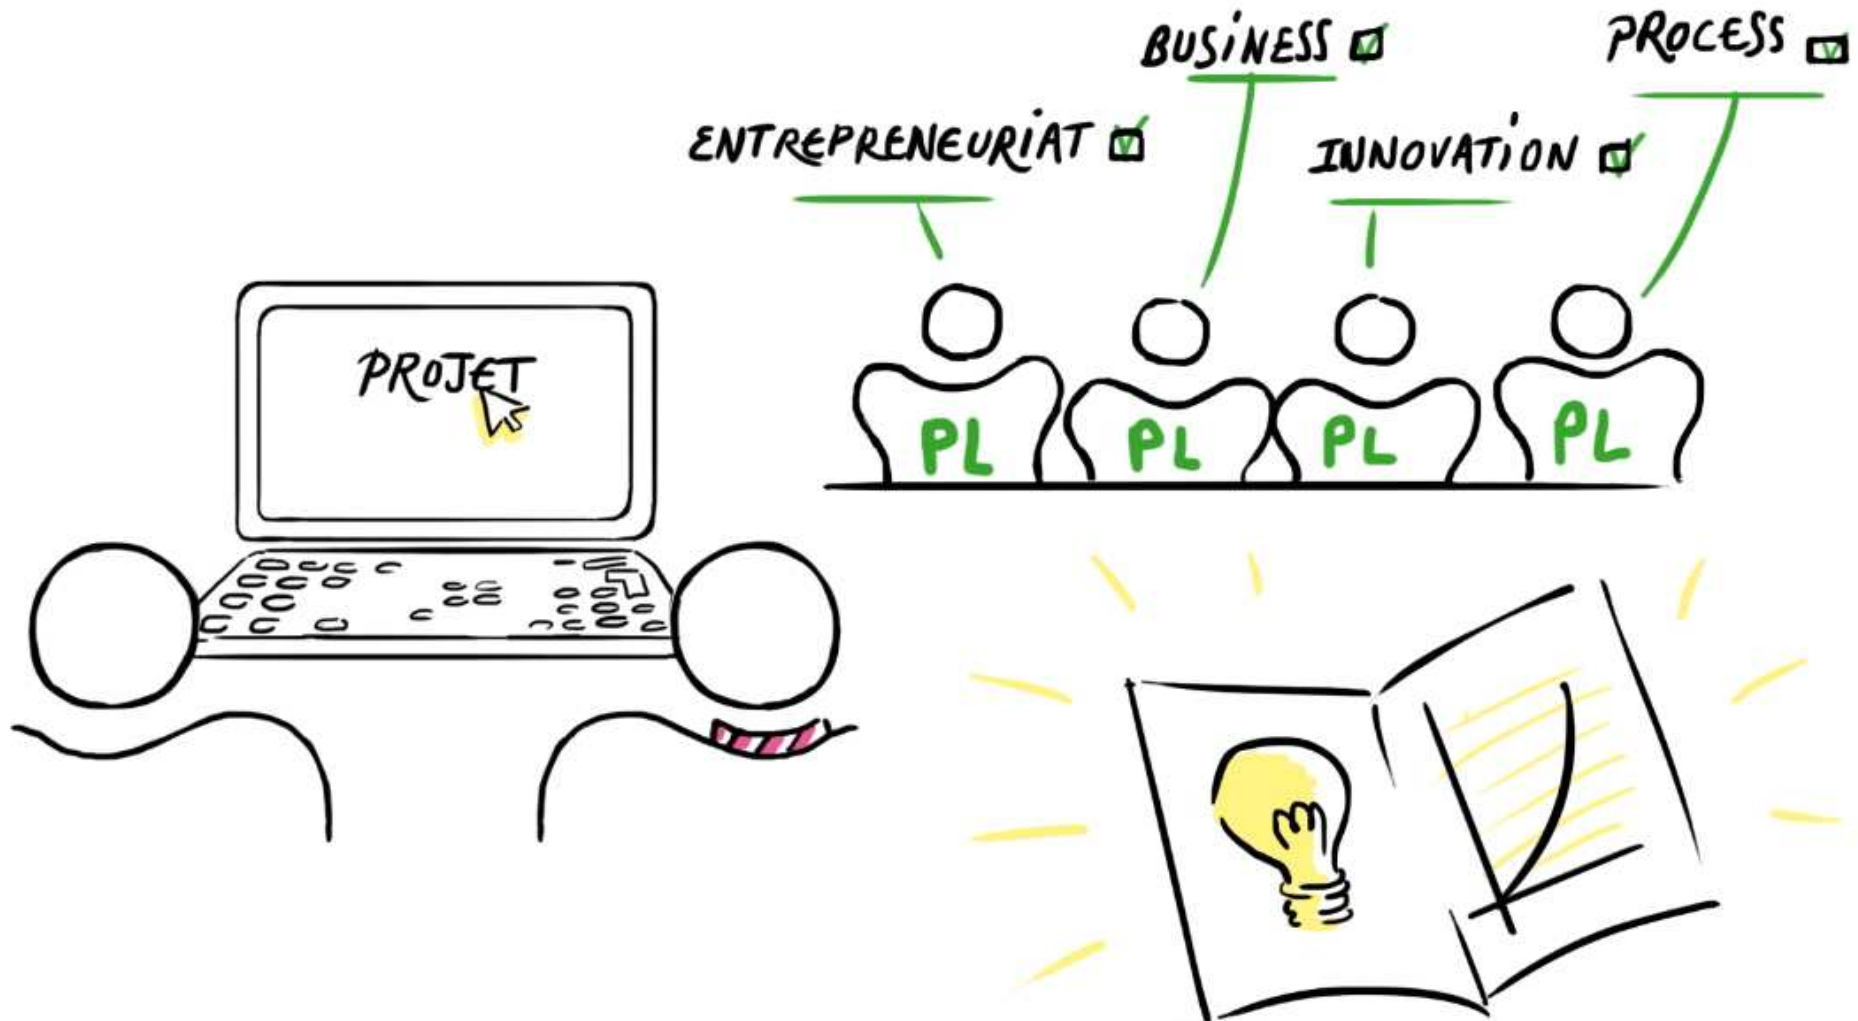 BUSINESS
PROCESS
ENTREPRENEURIAT
INNOVATION
PROJET
PL PL PL PL